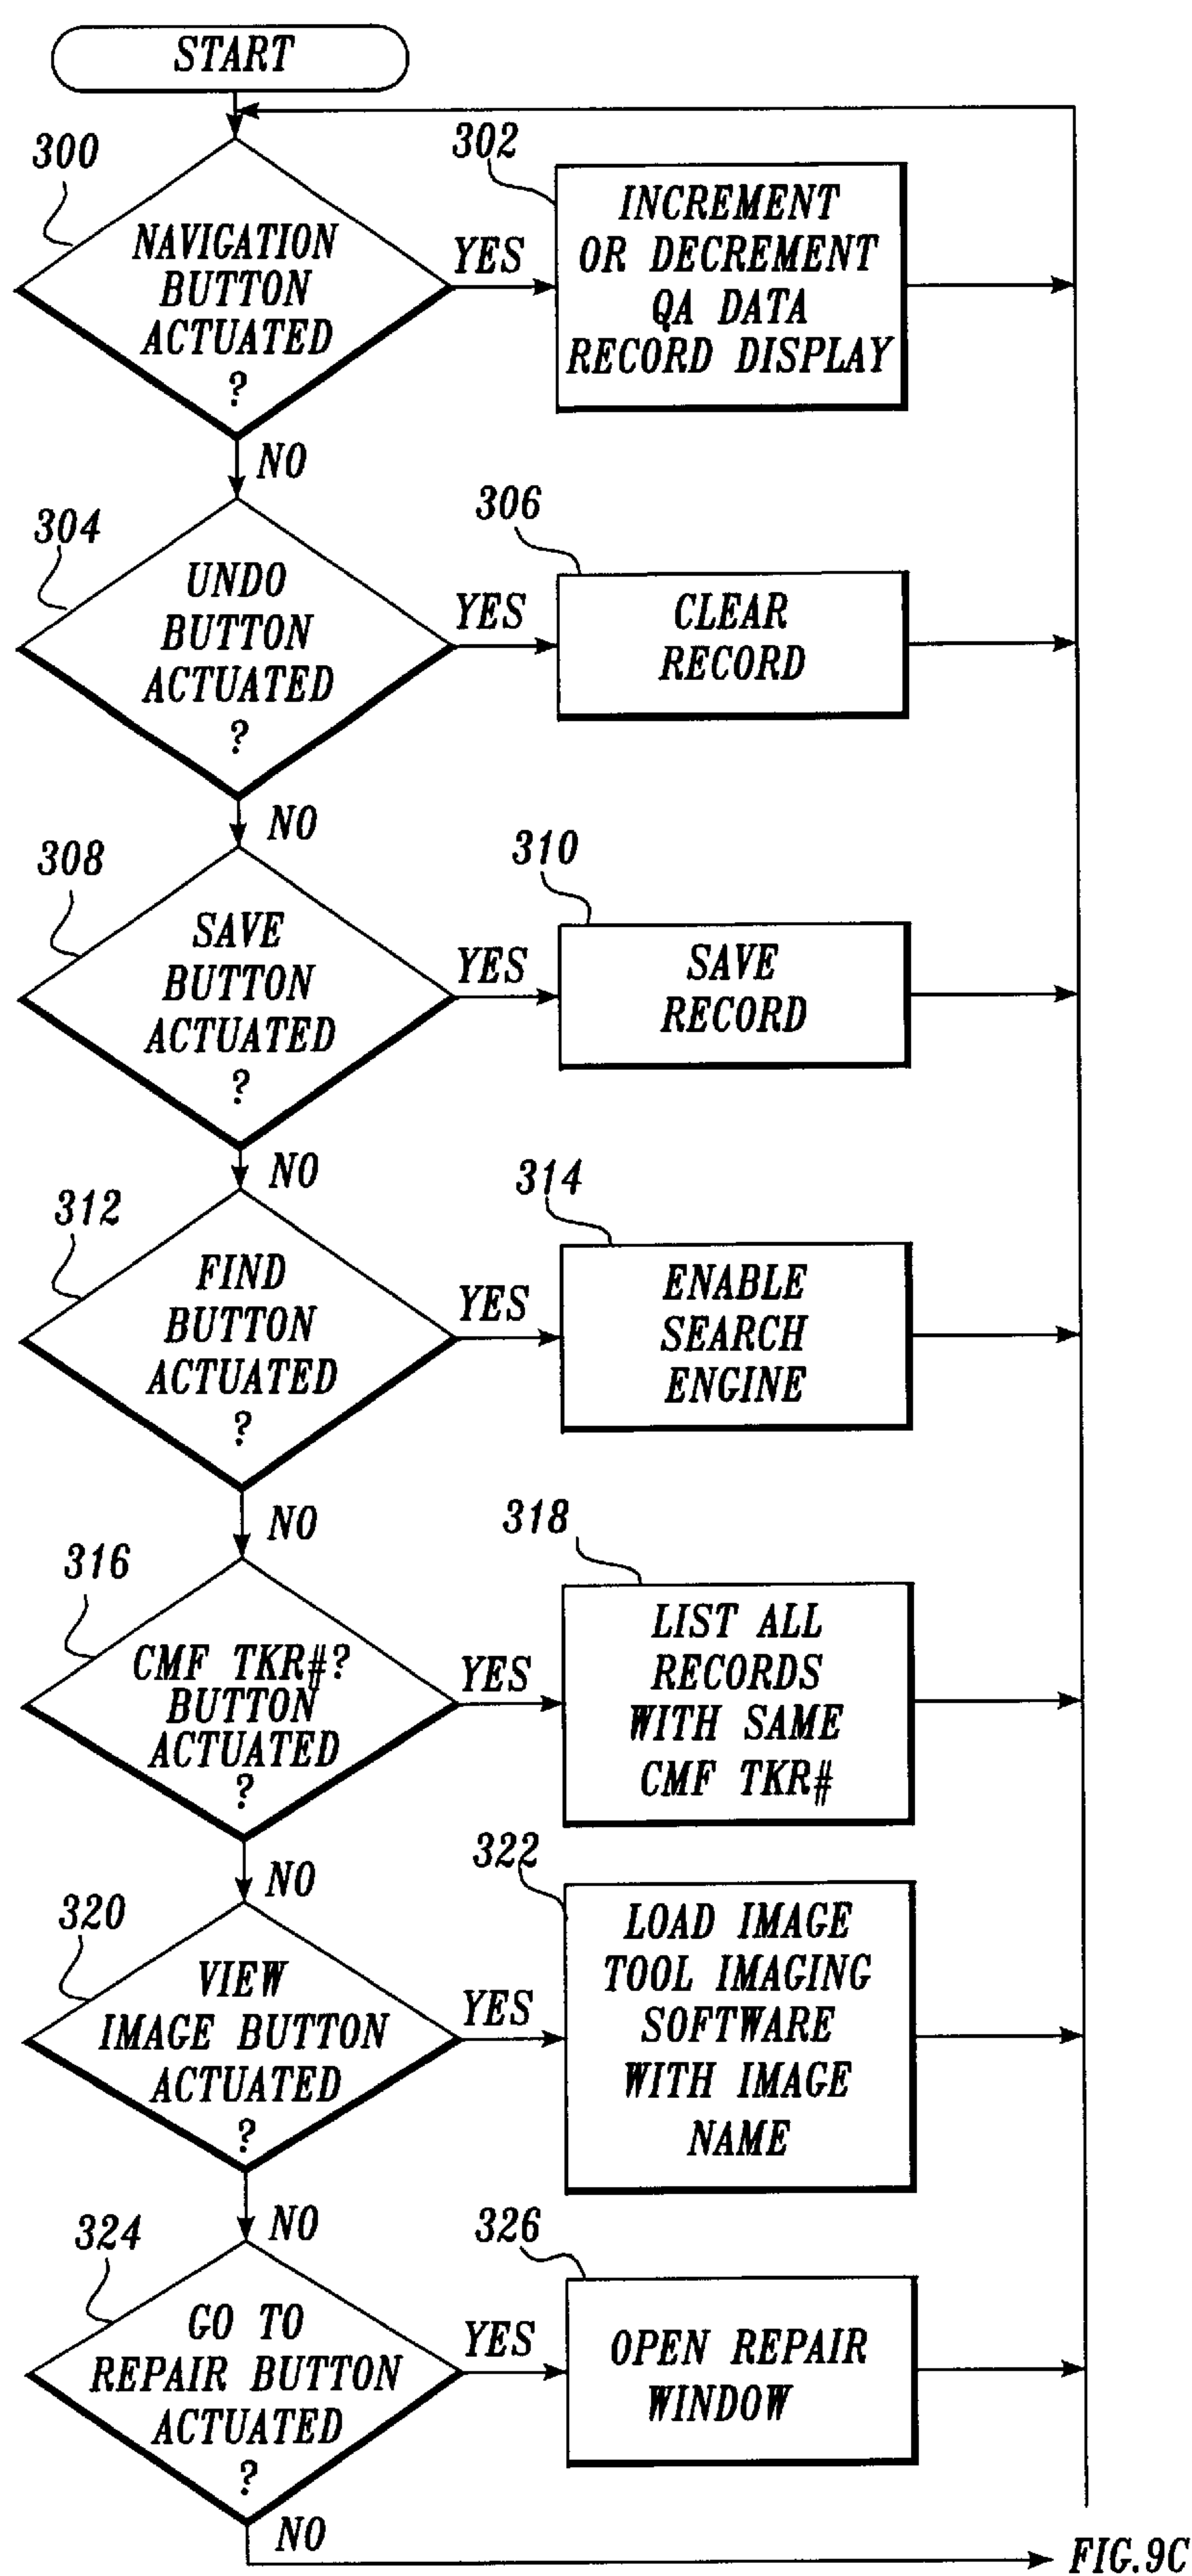 START
300
NAVIGATION
BUTTON
ACTUATED
?
YES
302
INCREMENT
OR DECREMENT
QA DATA
RECORD DISPLAY
NO
304
UNDO
BUTTON
ACTUATED
?
YES
306
CLEAR
RECORD
NO
308
SAVE
BUTTON
ACTUATED
?
YES
310
SAVE
RECORD
NO
312
FIND
BUTTON
ACTUATED
?
YES
314
ENABLE
SEARCH
ENGINE
NO
316
CMF TKR#?
BUTTON
ACTUATED
?
YES
318
LIST ALL
RECORDS
WITH SAME
CMF TKR#
NO
320
VIEW
IMAGE BUTTON
ACTUATED
?
YES
322
LOAD IMAGE
TOOL IMAGING
SOFTWARE
WITH IMAGE
NAME
NO
324
GO TO
REPAIR BUTTON
ACTUATED
?
YES
326
OPEN REPAIR
WINDOW
NO
FIG.9C